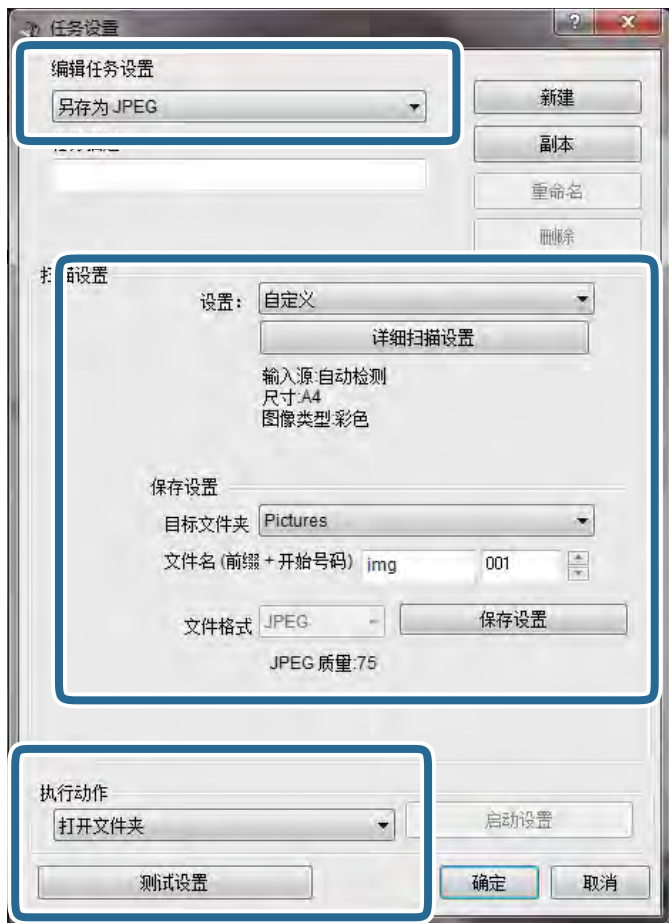 任务设置
编辑任务设置
另存为 JPEG
新建
副本
重命名
删除
扫描设置
设置：
自定义
详细扫描设置
输入源:自动检测
尺寸:A4
图像类型:彩色
保存设置
目标文件夹
Pictures
文件名 (前缀 + 开始号码)
img
001
文件格式
JPEG
保存设置
JPEG 质量:75
执行动作
打开文件夹
启动设置
测试设置
确定
取消